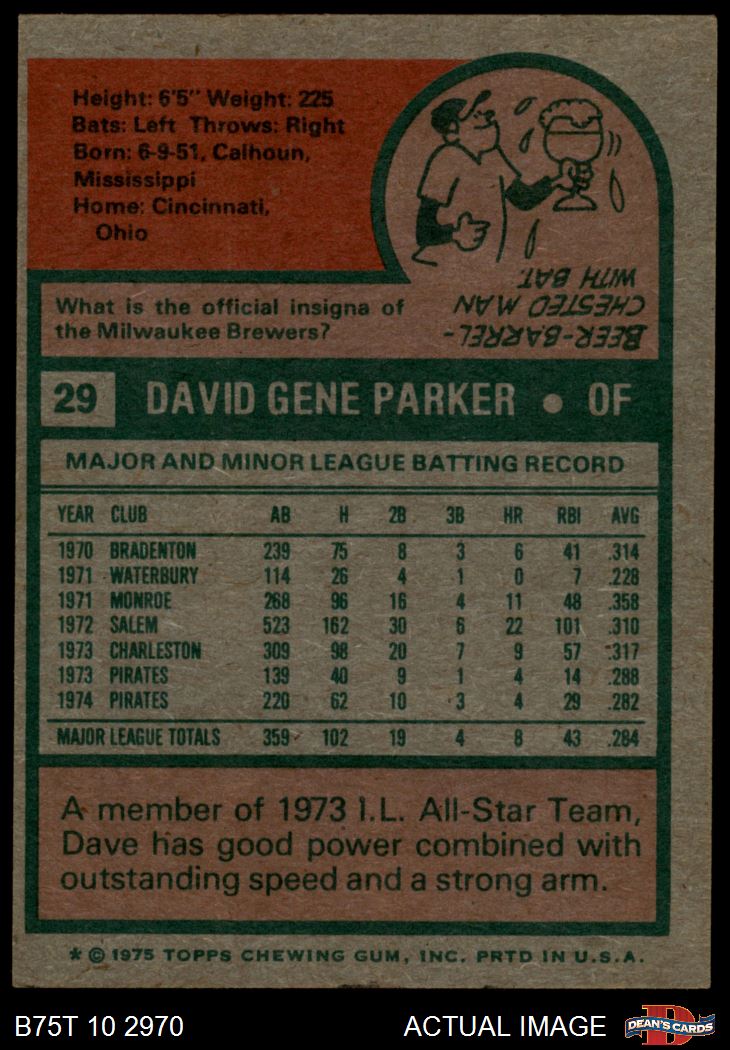 Height: 6'5" Weight: 225
Bats: Left Throws: Right
Born: 6-9-51, Calhoun,
Mississippi
Home: Cincinnati,
Ohio
What is the official insigna of
the Milwaukee Brewers?
BEER-BARREL-
CHESTED MAN
WITH BAT.
29 DAVID GENE PARKER • OF
MAJOR AND MINOR LEAGUE BATTING RECORD
YEAR CLUB AB H 2B 3B HR RBI AVG
1970 BRADENTON 239 75 8 3 6 41 .314
1971 WATERBURY 114 26 4 1 0 7 .228
1971 MONROE 268 96 16 4 11 48 .358
1972 SALEM 523 162 30 6 22 101 .310
1973 CHARLESTON 309 98 20 7 9 57 .317
1973 PIRATES 139 40 9 1 4 14 .288
1974 PIRATES 220 62 10 3 4 29 .282
MAJOR LEAGUE TOTALS 359 102 19 4 8 43 .284
A member of 1973 I.L. All-Star Team,
Dave has good power combined with
outstanding speed and a strong arm.
* © 1975 TOPPS CHEWING GUM, INC. PRTD IN U.S.A.
B75T 10 2970 ACTUAL IMAGE
D
DEAN'S CARDS